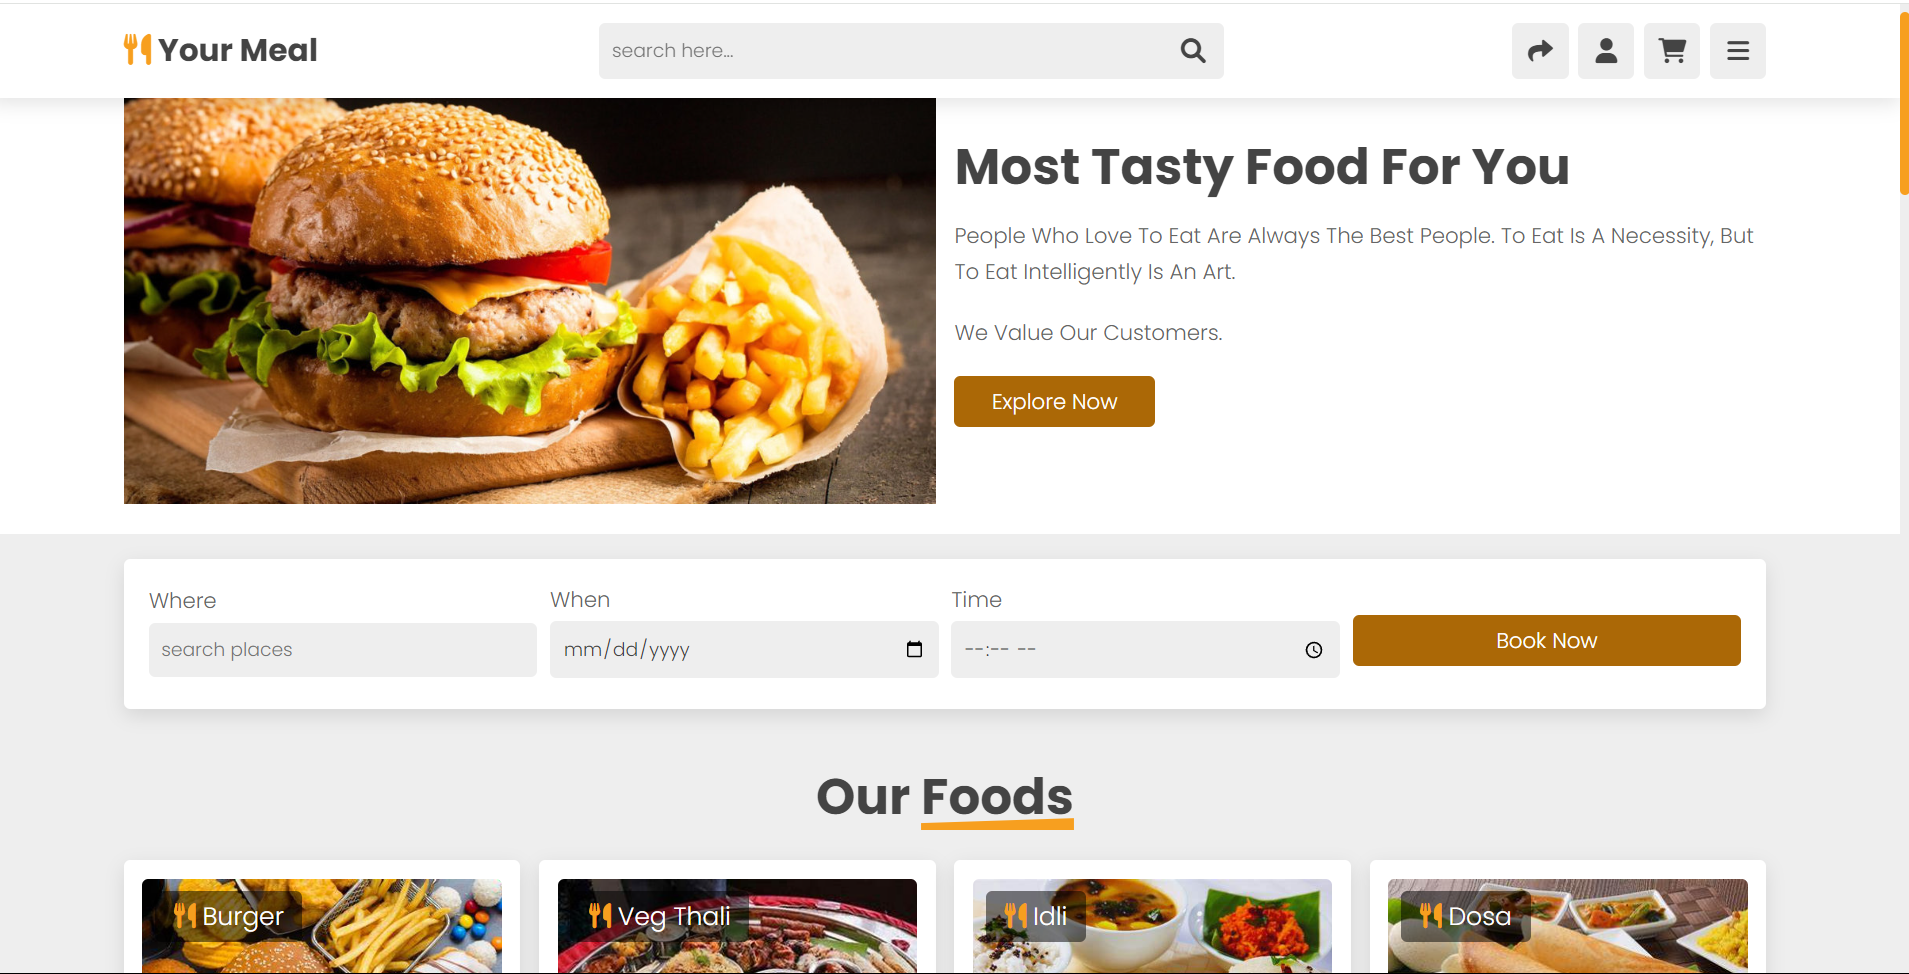 Your Meal
search here...
Most Tasty Food For You
People Who Love To Eat Are Always The Best People. To Eat Is A Necessity, But
To Eat Intelligently Is An Art.
We Value Our Customers.
Explore Now
Where
When
Time
search places
mm/dd/yyyy
--:-- --
Book Now
Our Foods
Burger
Veg Thali
Idli
Dosa